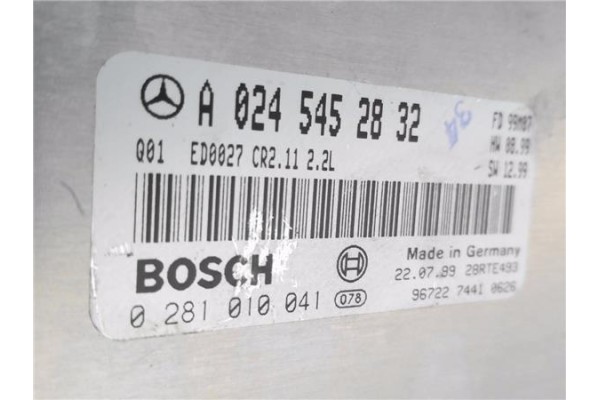 A 024 545 28 32
FD 99M07
Q01 ED0027 CR2.11 2.2L
HW 08.99
SW 12.99
BOSCH
Made in Germany
22.07.99 28RTE493
0 281 010 041 078
96722 7441 0626